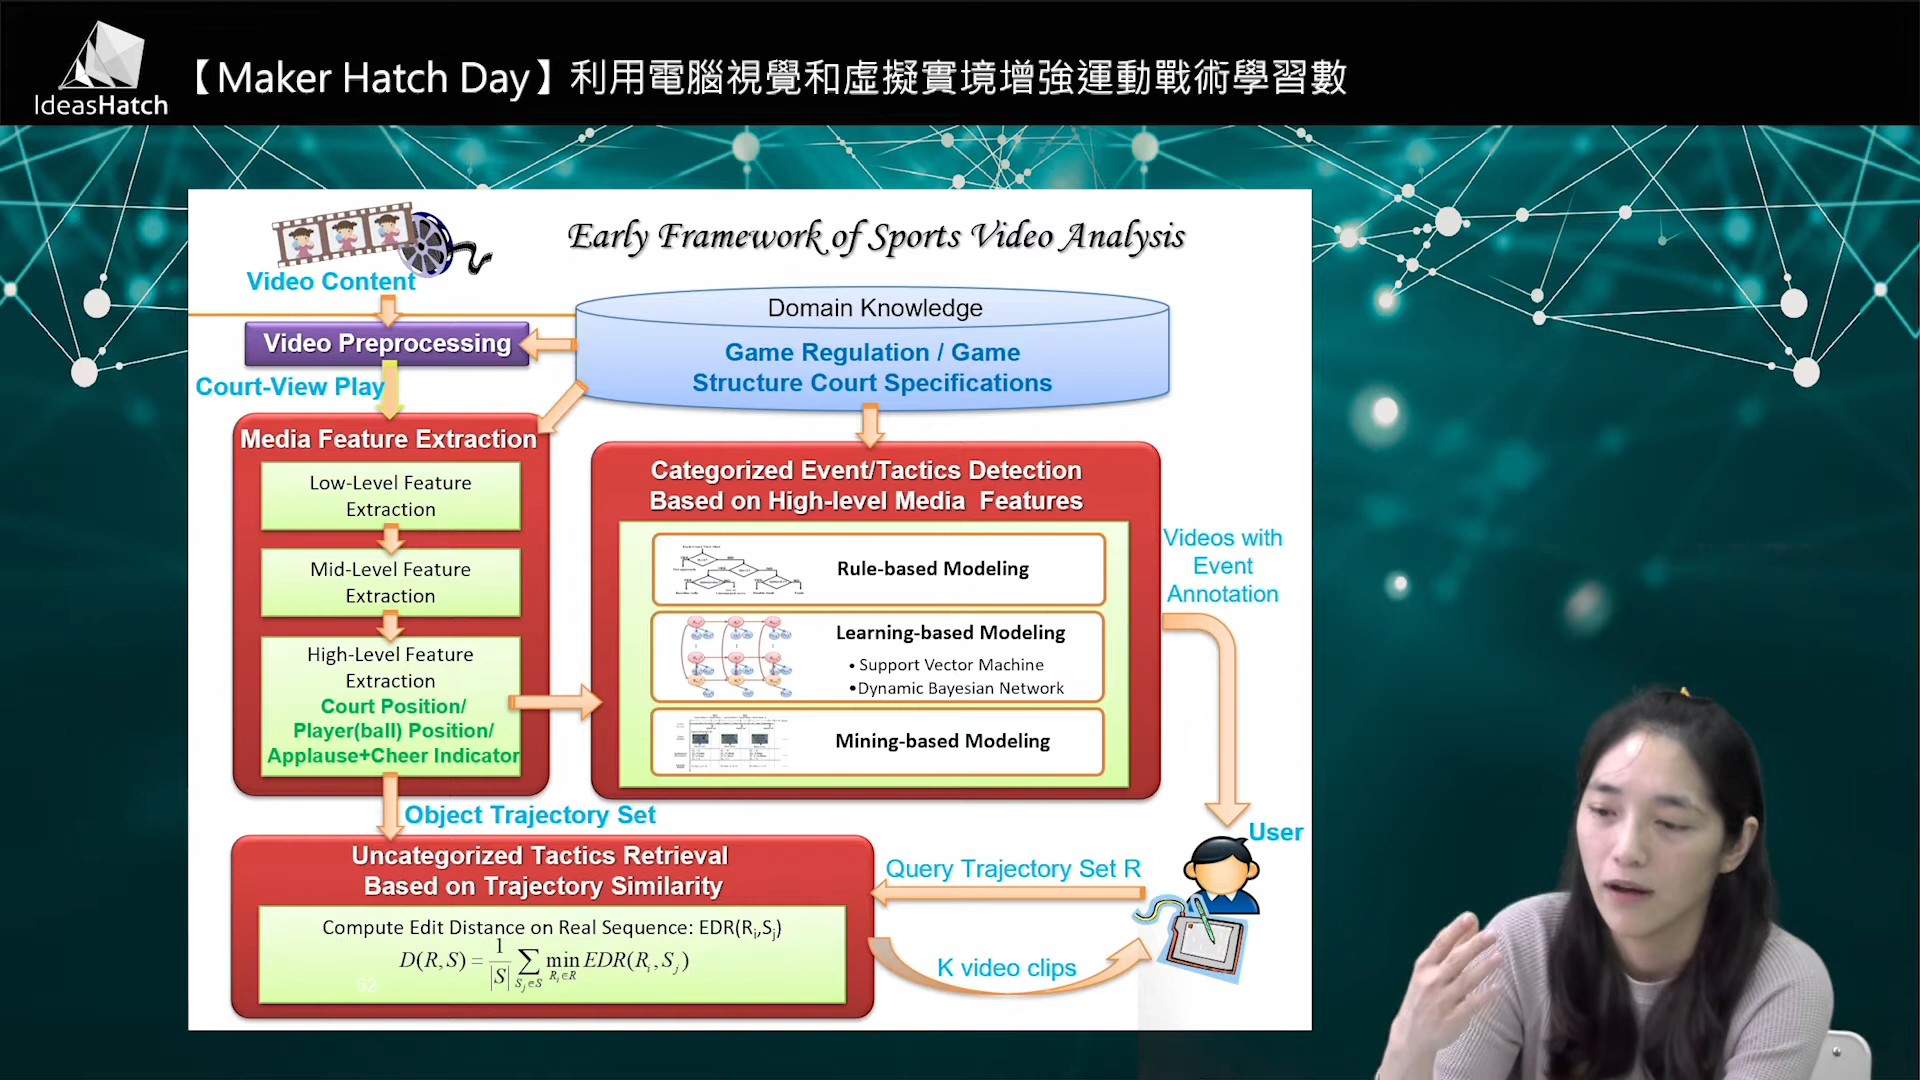 IdeasHatch
【Maker Hatch Day】利用電腦視覺和虛擬實境增強運動戰術學習數
Early Framework of Sports Video Analysis
Video Content
Domain Knowledge
Game Regulation / Game
Structure Court Specifications
Video Preprocessing
Court-View Play
Media Feature Extraction
Low-Level Feature
Extraction
Mid-Level Feature
Extraction
High-Level Feature
Extraction
Court Position/
Player(ball) Position/
Applause+Cheer Indicator
Categorized Event/Tactics Detection
Based on High-level Media Features
Rule-based Modeling
Learning-based Modeling
• Support Vector Machine
•Dynamic Bayesian Network
Mining-based Modeling
Videos with
Event
Annotation
Object Trajectory Set
User
Uncategorized Tactics Retrieval
Based on Trajectory Similarity
Compute Edit Distance on Real Sequence: EDR(Ri,Sj)
D(R,S) = 1/|S| ∑ Sj∈S min Ri∈R EDR(Ri,Sj)
52
Query Trajectory Set R
K video clips